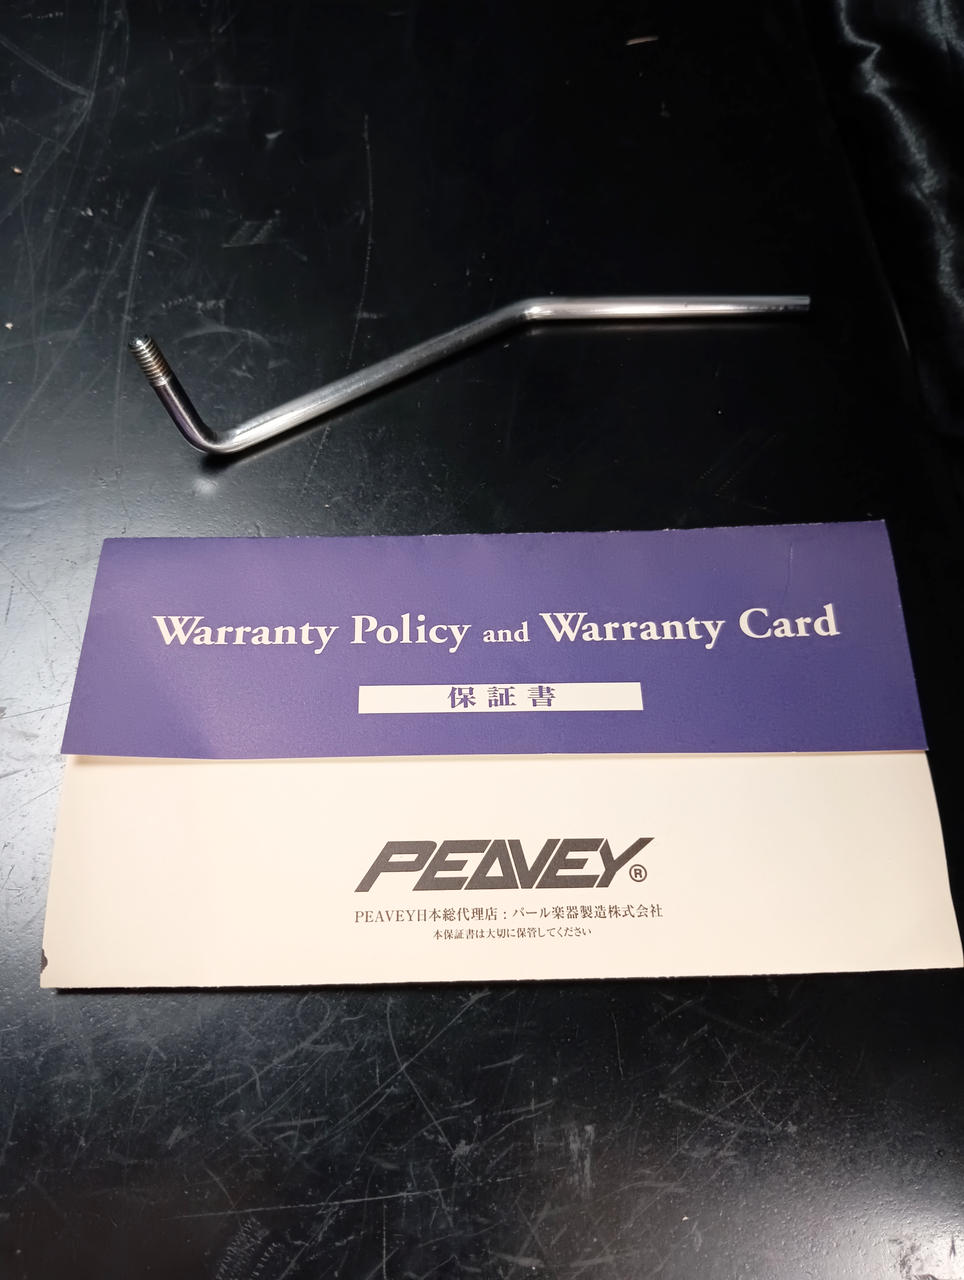 Warranty Policy and Warranty Card
保証書
PEAVEY®
PEAVEY日本総代理店：パール楽器製造株式会社
本保証書は大切に保管してください